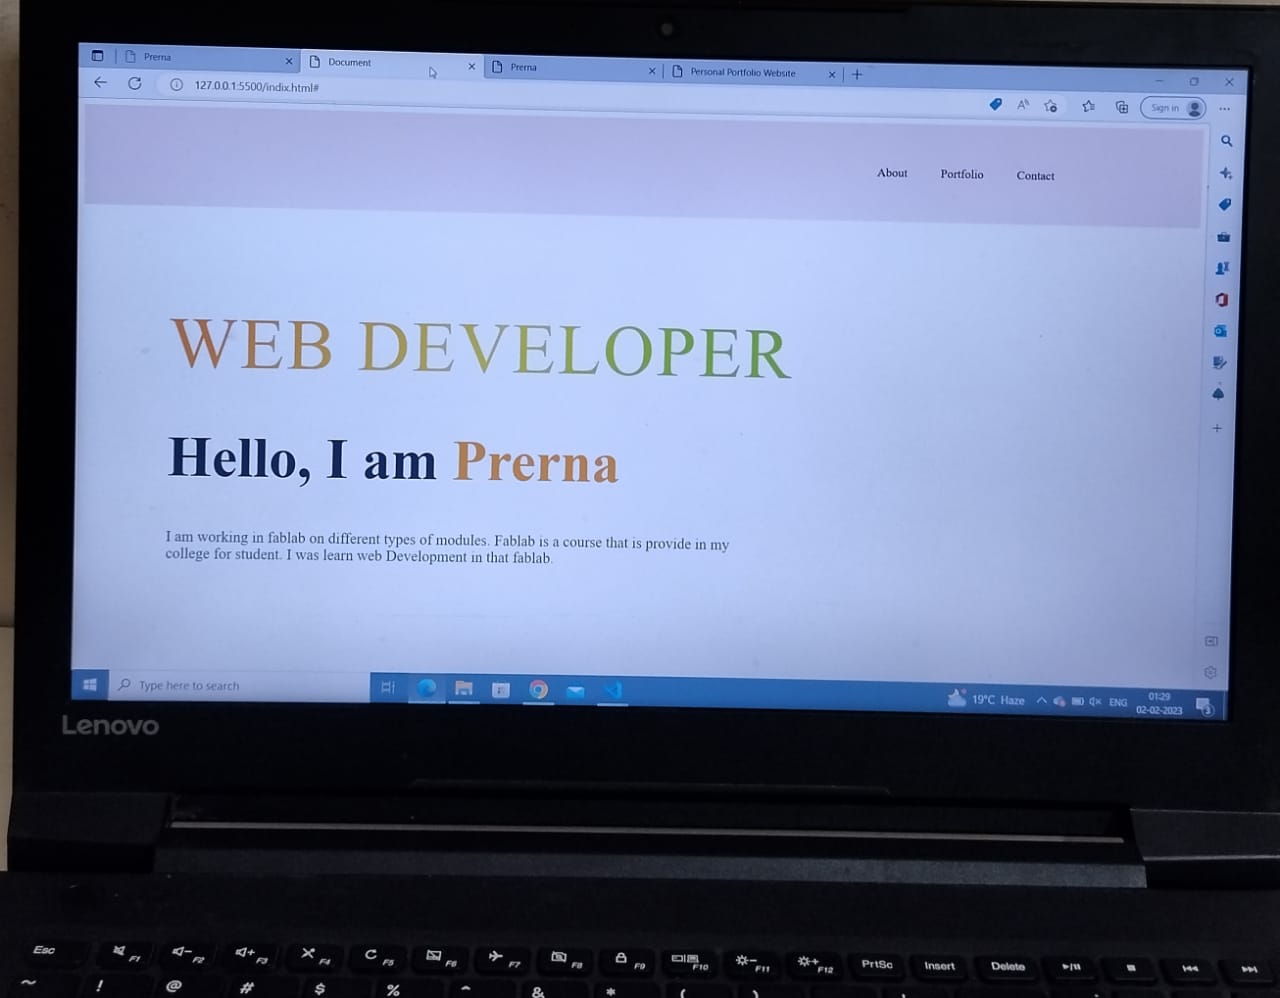 Prerna
Document
Prerna
Personal Portfolio Website
127.0.0.1:5500/indix.html#
Sign in
About
Portfolio
Contact
WEB DEVELOPER
Hello, I am Prerna
I am working in fablab on different types of modules. Fablab is a course that is provide in my
college for student. I was learn web Development in that fablab.
Type here to search
19°C Haze
ENG
01:29
02-02-2023
3
Lenovo
Esc
F1
F2
F3
F4
F5
F6
F7
F8
F9
F10
F11
F12
PrtSc
Insert
Delete
~
!
@
#
$
%
^
&
*
(
)